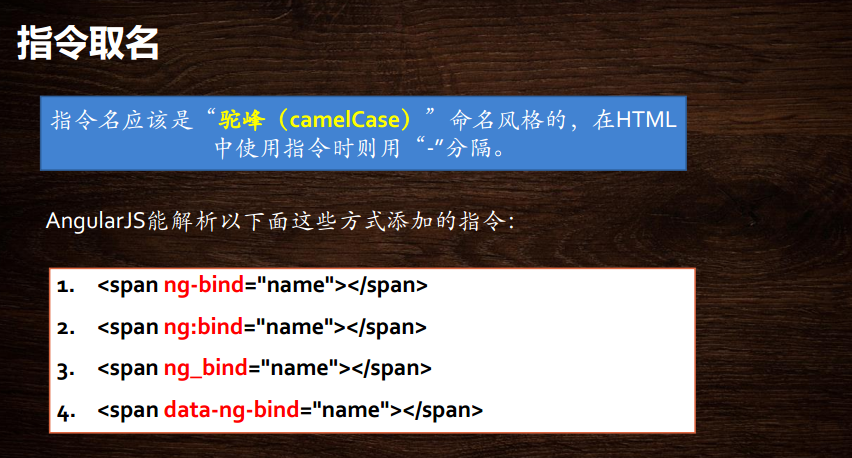 指令取名
指令名应该是“驼峰（camelCase）”命名风格的，在HTML
中使用指令时则用“-”分隔。
AngularJS能解析以下面这些方式添加的指令：
1. <span ng-bind="name"></span>
2. <span ng:bind="name"></span>
3. <span ng_bind="name"></span>
4. <span data-ng-bind="name"></span>